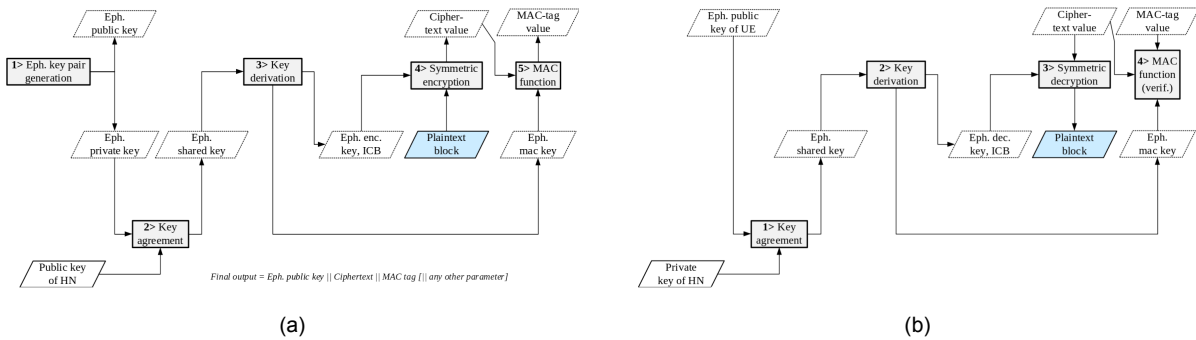 Eph.
public key
1> Eph. key pair
generation
Eph.
private key
Eph.
shared key
2> Key
agreement
Public key
of HN
3> Key
derivation
Eph. enc.
key, ICB
Cipher-
text value
MAC-tag
value
4> Symmetric
encryption
5> MAC
function
Plaintext
block
Eph.
mac key
Final output = Eph. public key || Ciphertext || MAC tag [|| any other parameter]
(a)
Eph. public
key of UE
Eph.
shared key
1> Key
agreement
Private
key of HN
2> Key
derivation
Eph. dec.
key, ICB
Cipher-
text value
MAC-tag
value
3> Symmetric
decryption
4> MAC
function
(verif.)
Plaintext
block
Eph.
mac key
(b)